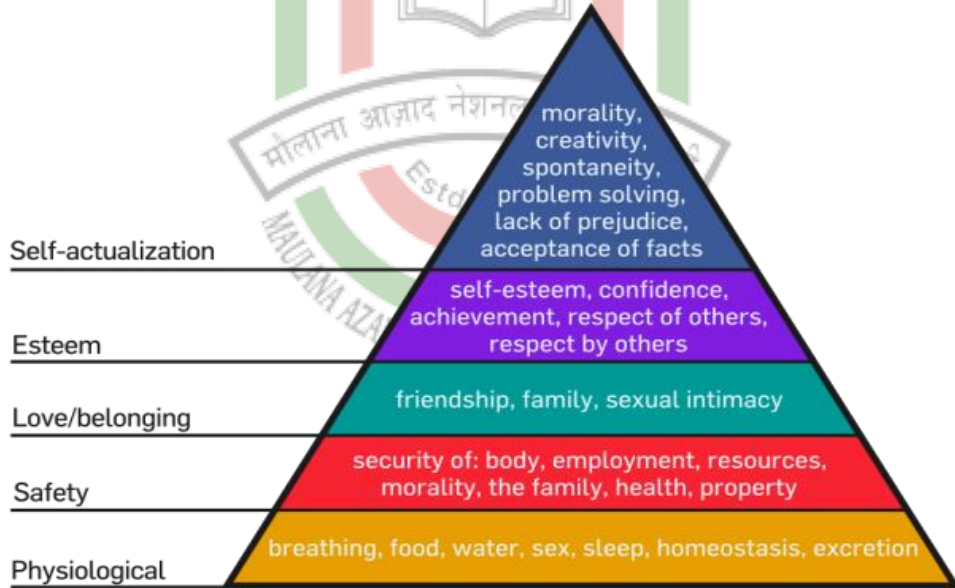 मौलाना आज़ाद नेशनल
Estd
MAULANA AZA
morality,
creativity,
spontaneity,
problem solving,
lack of prejudice,
acceptance of facts
Self-actualization
self-esteem, confidence,
achievement, respect of others,
respect by others
Esteem
friendship, family, sexual intimacy
Love/belonging
security of: body, employment, resources,
morality, the family, health, property
Safety
breathing, food, water, sex, sleep, homeostasis, excretion
Physiological